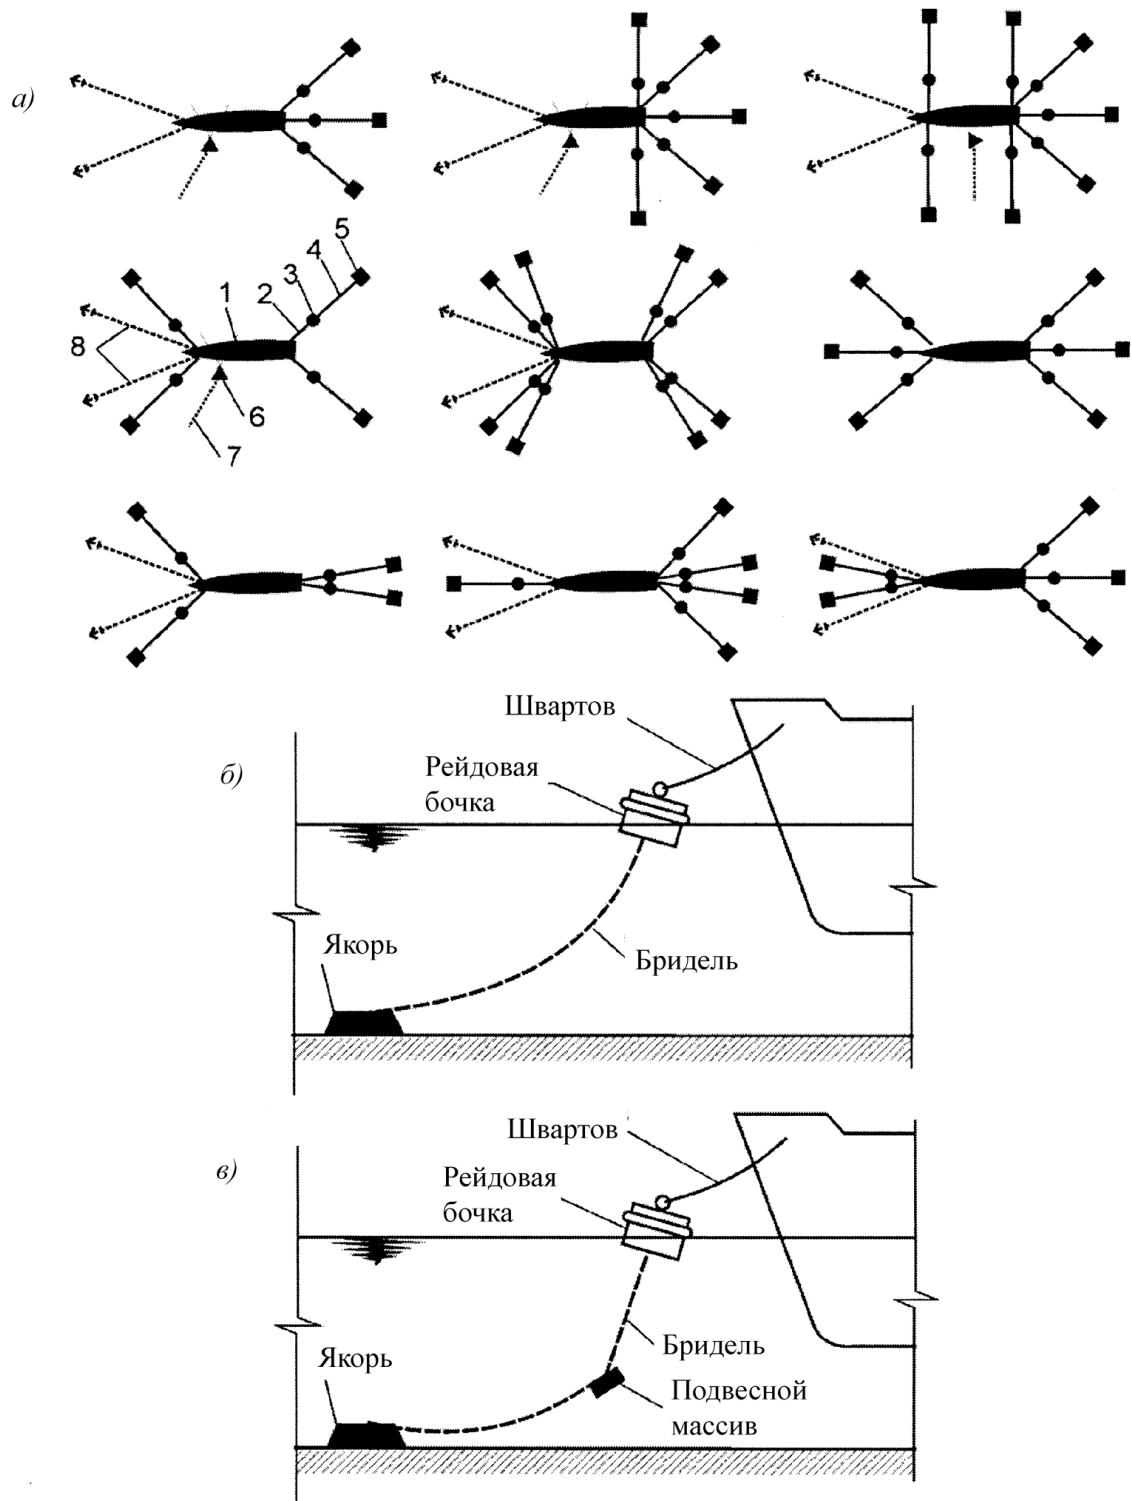 а)
5
4
3
2
1
8
6
7
б)
Швартов
Рейдовая
бочка
Якорь
Бридель
в)
Швартов
Рейдовая
бочка
Якорь
Бридель
Подвесной
массив